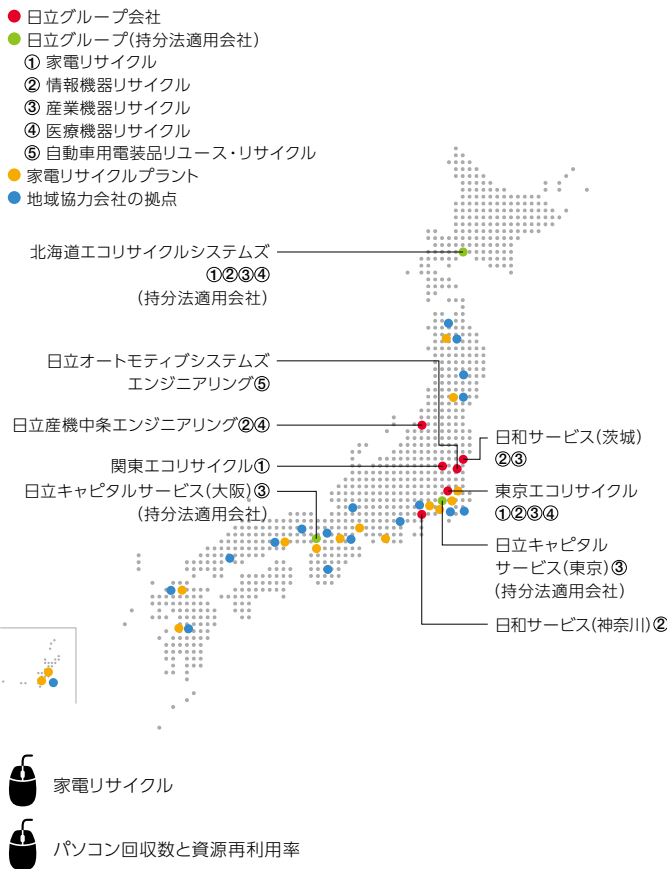 日立グループ会社
日立グループ(持分法適用会社)
① 家電リサイクル
② 情報機器リサイクル
③ 産業機器リサイクル
④ 医療機器リサイクル
⑤ 自動車用電装品リユース・リサイクル
家電リサイクルプラント
地域協力会社の拠点
北海道エコリサイクルシステムズ
①②③④
(持分法適用会社)
日立オートモティブシステムズ
エンジニアリング⑤
日立産機中条エンジニアリング②④
関東エコリサイクル①
日立キャピタルサービス(大阪)③
(持分法適用会社)
日和サービス(茨城)
②③
東京エコリサイクル
①②③④
日立キャピタル
サービス(東京)③
(持分法適用会社)
日和サービス(神奈川)②
家電リサイクル
パソコン回収数と資源再利用率